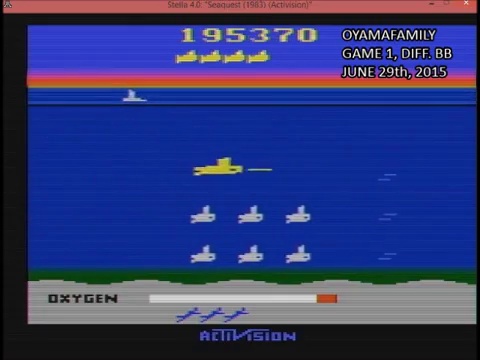 Stella 4.0: "Seaquest (1983) (Activision)"
195370
OYAMAFAMILY
GAME 1, DIFF. BB
JUNE 29th, 2015
OXYGEN
ACTIVISION